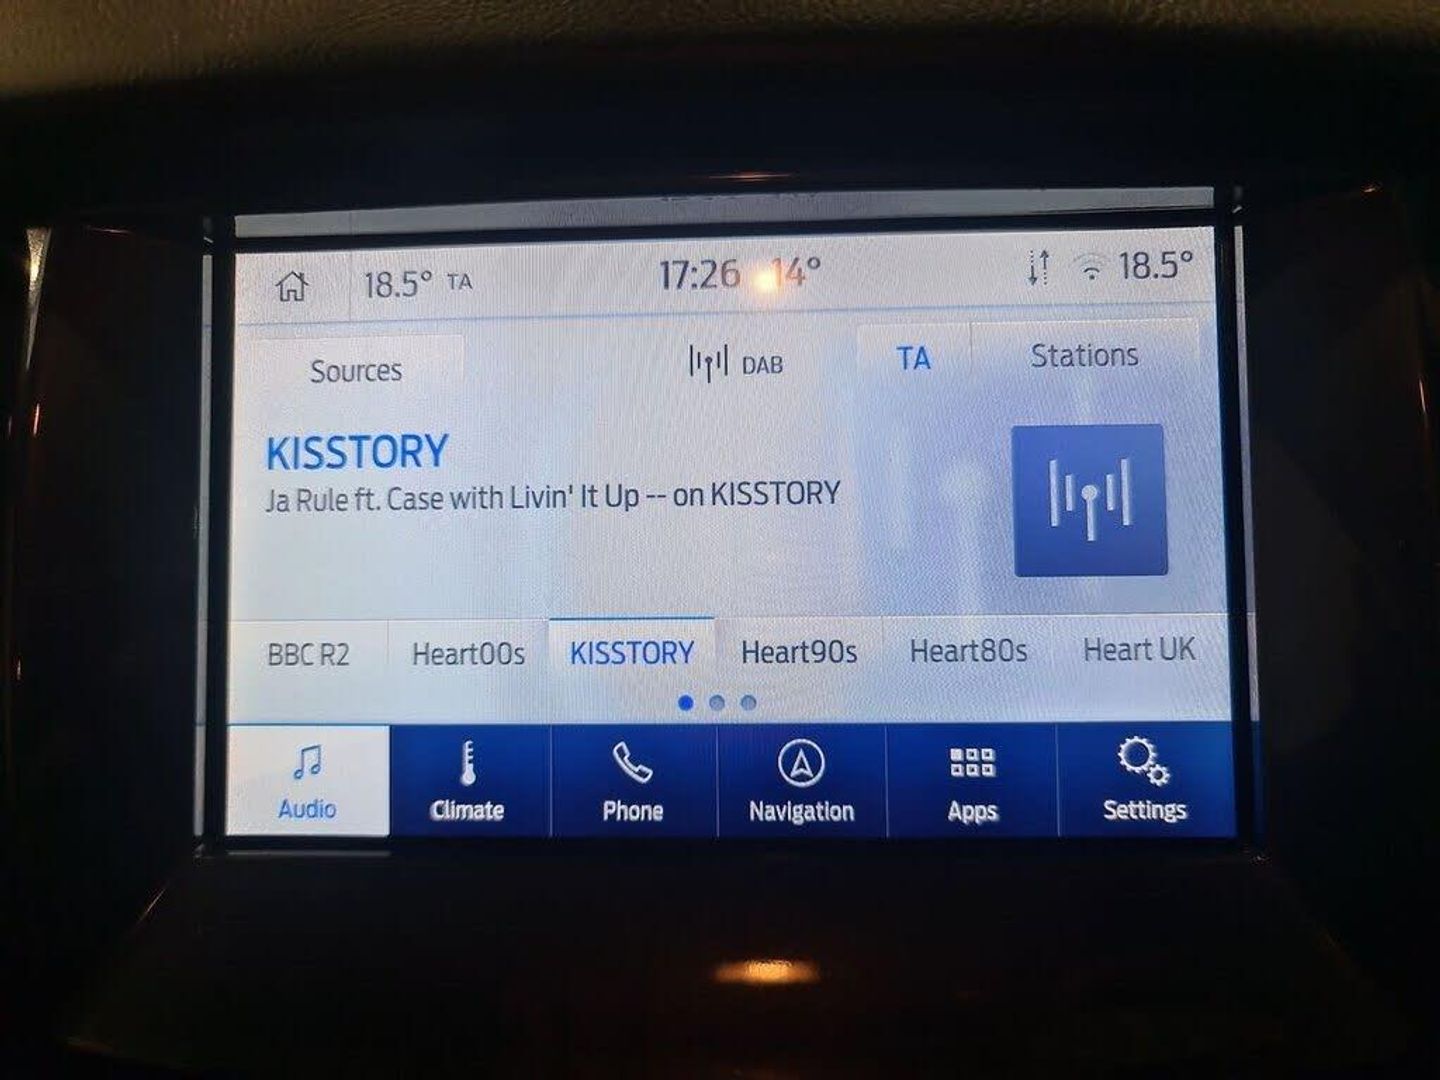 18.5° TA 17:26 14° 18.5°
Sources DAB TA Stations
KISSTORY
Ja Rule ft. Case with Livin' It Up -- on KISSTORY
BBC R2 Heart00s KISSTORY Heart90s Heart80s Heart UK
Audio Climate Phone Navigation Apps Settings